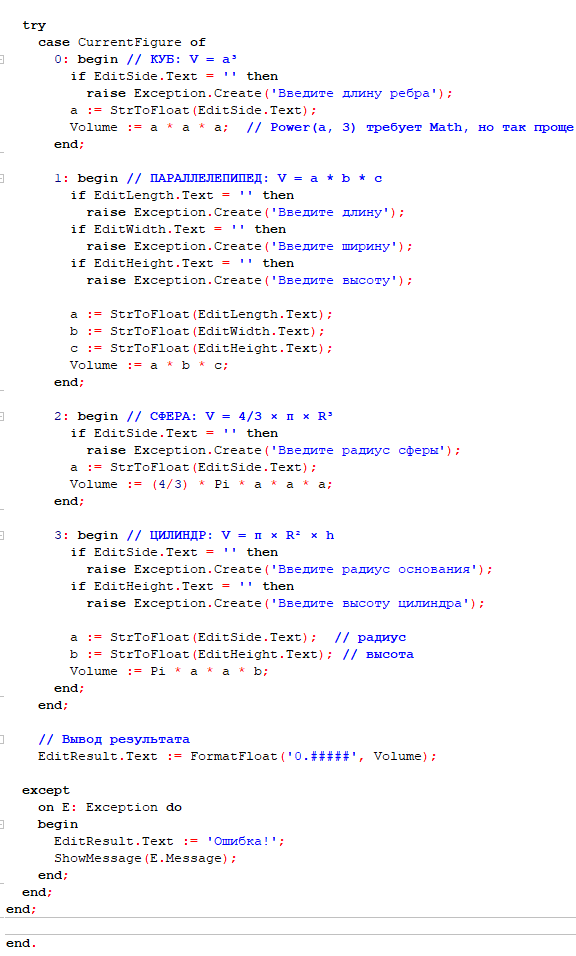 try
case CurrentFigure of
0: begin // КУБ: V = a³
if EditSide.Text = '' then
raise Exception.Create('Введите длину ребра');
a := StrToFloat(EditSide.Text);
Volume := a * a * a;  // Power(a, 3) требует Math, но так проще
end;
1: begin // ПАРАЛЛЕЛЕПИПЕД: V = a * b * c
if EditLength.Text = '' then
raise Exception.Create('Введите длину');
if EditWidth.Text = '' then
raise Exception.Create('Введите ширину');
if EditHeight.Text = '' then
raise Exception.Create('Введите высоту');
a := StrToFloat(EditLength.Text);
b := StrToFloat(EditWidth.Text);
c := StrToFloat(EditHeight.Text);
Volume := a * b * c;
end;
2: begin // СФЕРА: V = 4/3 × π × R³
if EditSide.Text = '' then
raise Exception.Create('Введите радиус сферы');
a := StrToFloat(EditSide.Text);
Volume := (4/3) * Pi * a * a * a;
end;
3: begin // ЦИЛИНДР: V = π × R² × h
if EditSide.Text = '' then
raise Exception.Create('Введите радиус основания');
if EditHeight.Text = '' then
raise Exception.Create('Введите высоту цилиндра');
a := StrToFloat(EditSide.Text);  // радиус
b := StrToFloat(EditHeight.Text); // высота
Volume := Pi * a * a * b;
end;
end;
// Вывод результата
EditResult.Text := FormatFloat('0.#####', Volume);
except
on E: Exception do
begin
EditResult.Text := 'Ошибка!';
ShowMessage(E.Message);
end;
end;
end;
end.